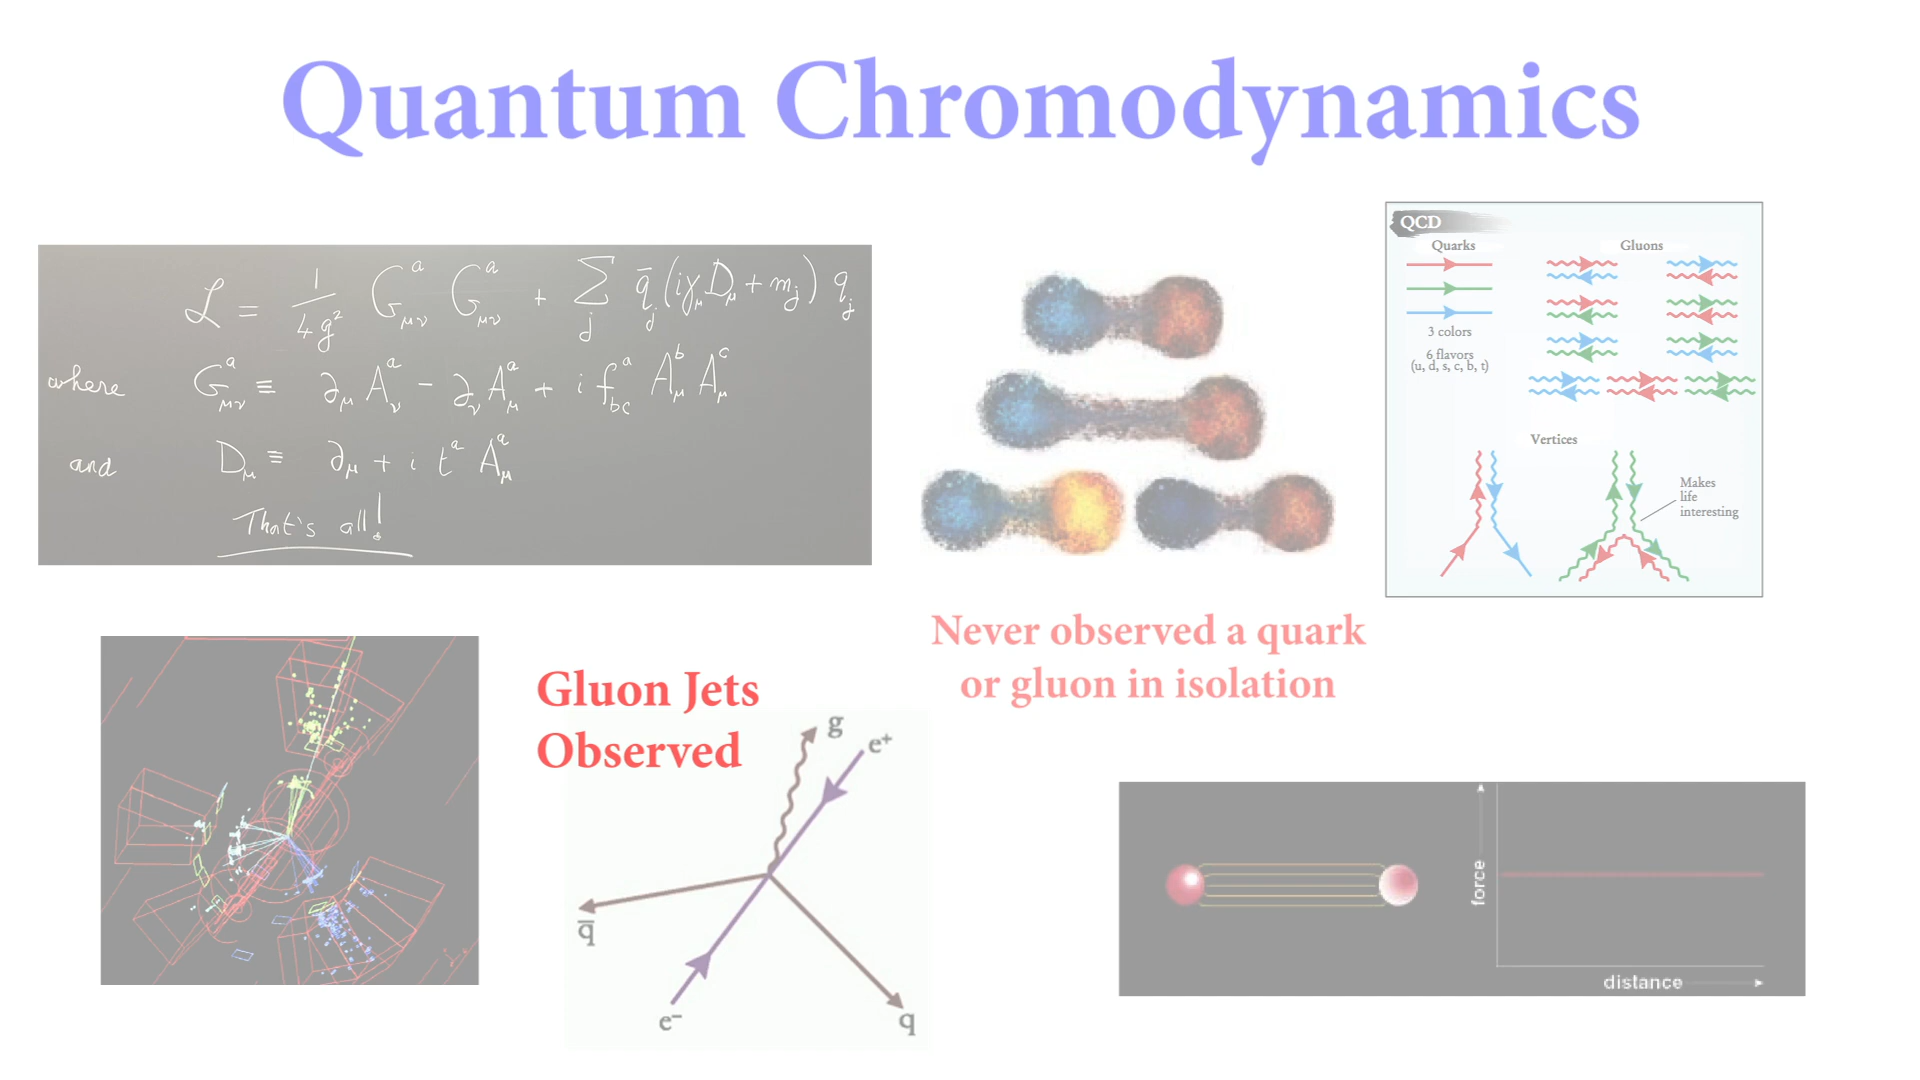 Quantum Chromodynamics
ℒ = 1/4g² G^a_μν G^a_μν + Σ_j q̄_j (iγ_μ D_μ + m_j) q_j
where G^a_μν ≡ ∂_μ A^a_ν − ∂_ν A^a_μ + i f^a_bc A^b_μ A^c_μ
and D_μ ≡ ∂_μ + i t^a A^a_μ
That's all!
QCD
Quarks
Gluons
3 colors
6 flavors
(u, d, s, c, b, t)
Vertices
Makes
life
interesting
Never observed a quark
or gluon in isolation
Gluon Jets
Observed
g
e⁺
q̄
e⁻
q
force
distance